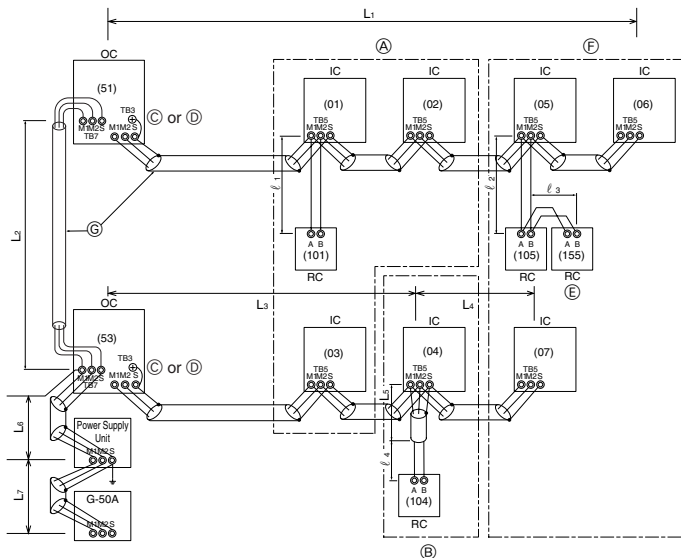 L1
OC
Ⓐ
Ⓕ
IC
IC
IC
IC
(51)
TB3
Ⓒ or Ⓓ
(01)
(02)
(05)
(06)
TB5
TB5
TB5
TB5
M1M2S
TB7
M1M2S
M1M2S
M1M2S
M1M2S
M1M2S
ℓ1
ℓ2
ℓ3
L2
Ⓖ
A B
(101)
RC
A B
(105)
RC
A B
(155)
RC
Ⓔ
OC
L3
L4
IC
IC
IC
(53)
TB3
Ⓒ or Ⓓ
(03)
(04)
(07)
TB5
TB5
TB5
M1M2S
TB7
M1M2S
M1M2S
M1M2S
M1M2S
L5
L6
Power Supply
Unit
M1M2S
ℓ4
L7
G-50A
M1M2S
A B
(104)
RC
Ⓑ